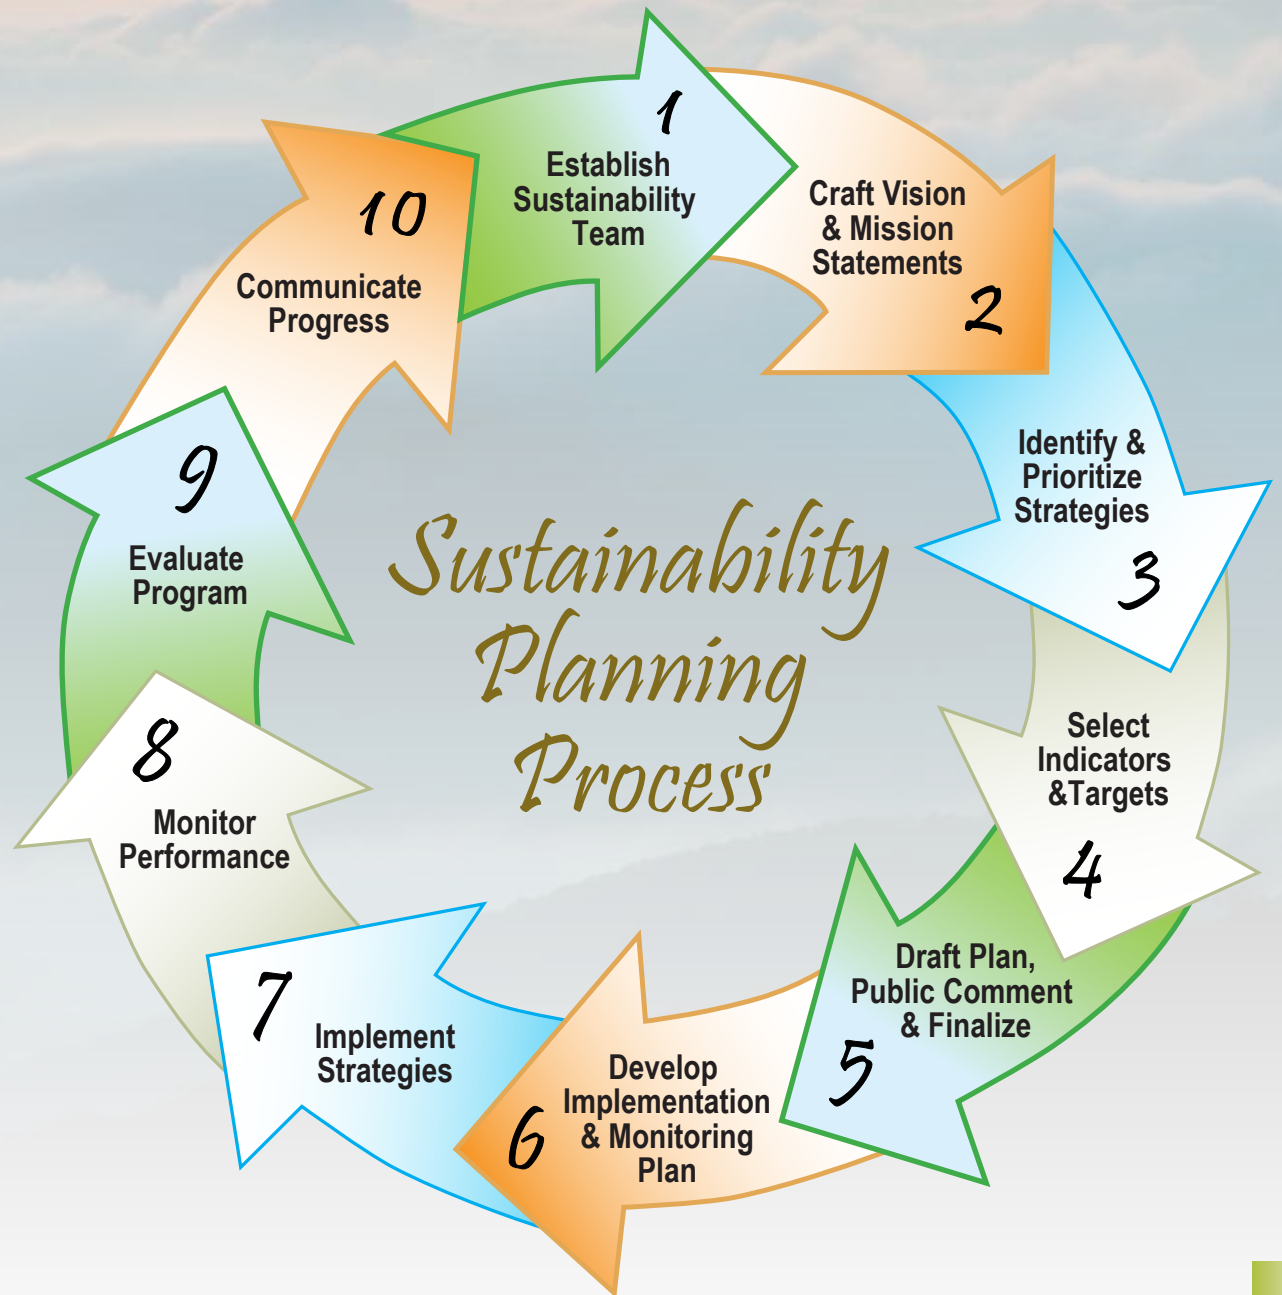 Sustainability
Planning
Process
1
Establish
Sustainability
Team
Craft Vision
& Mission
Statements
2
Identify &
Prioritize
Strategies
3
Select
Indicators
&Targets
4
Draft Plan,
Public Comment
& Finalize
5
Develop
Implementation
& Monitoring
Plan
6
7
Implement
Strategies
8
Monitor
Performance
9
Evaluate
Program
10
Communicate
Progress